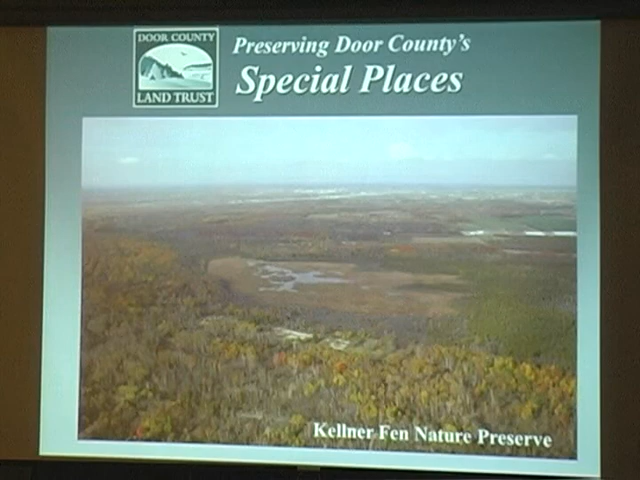 DOOR COUNTY
LAND TRUST
Preserving Door County's
Special Places
Kellner Fen Nature Preserve